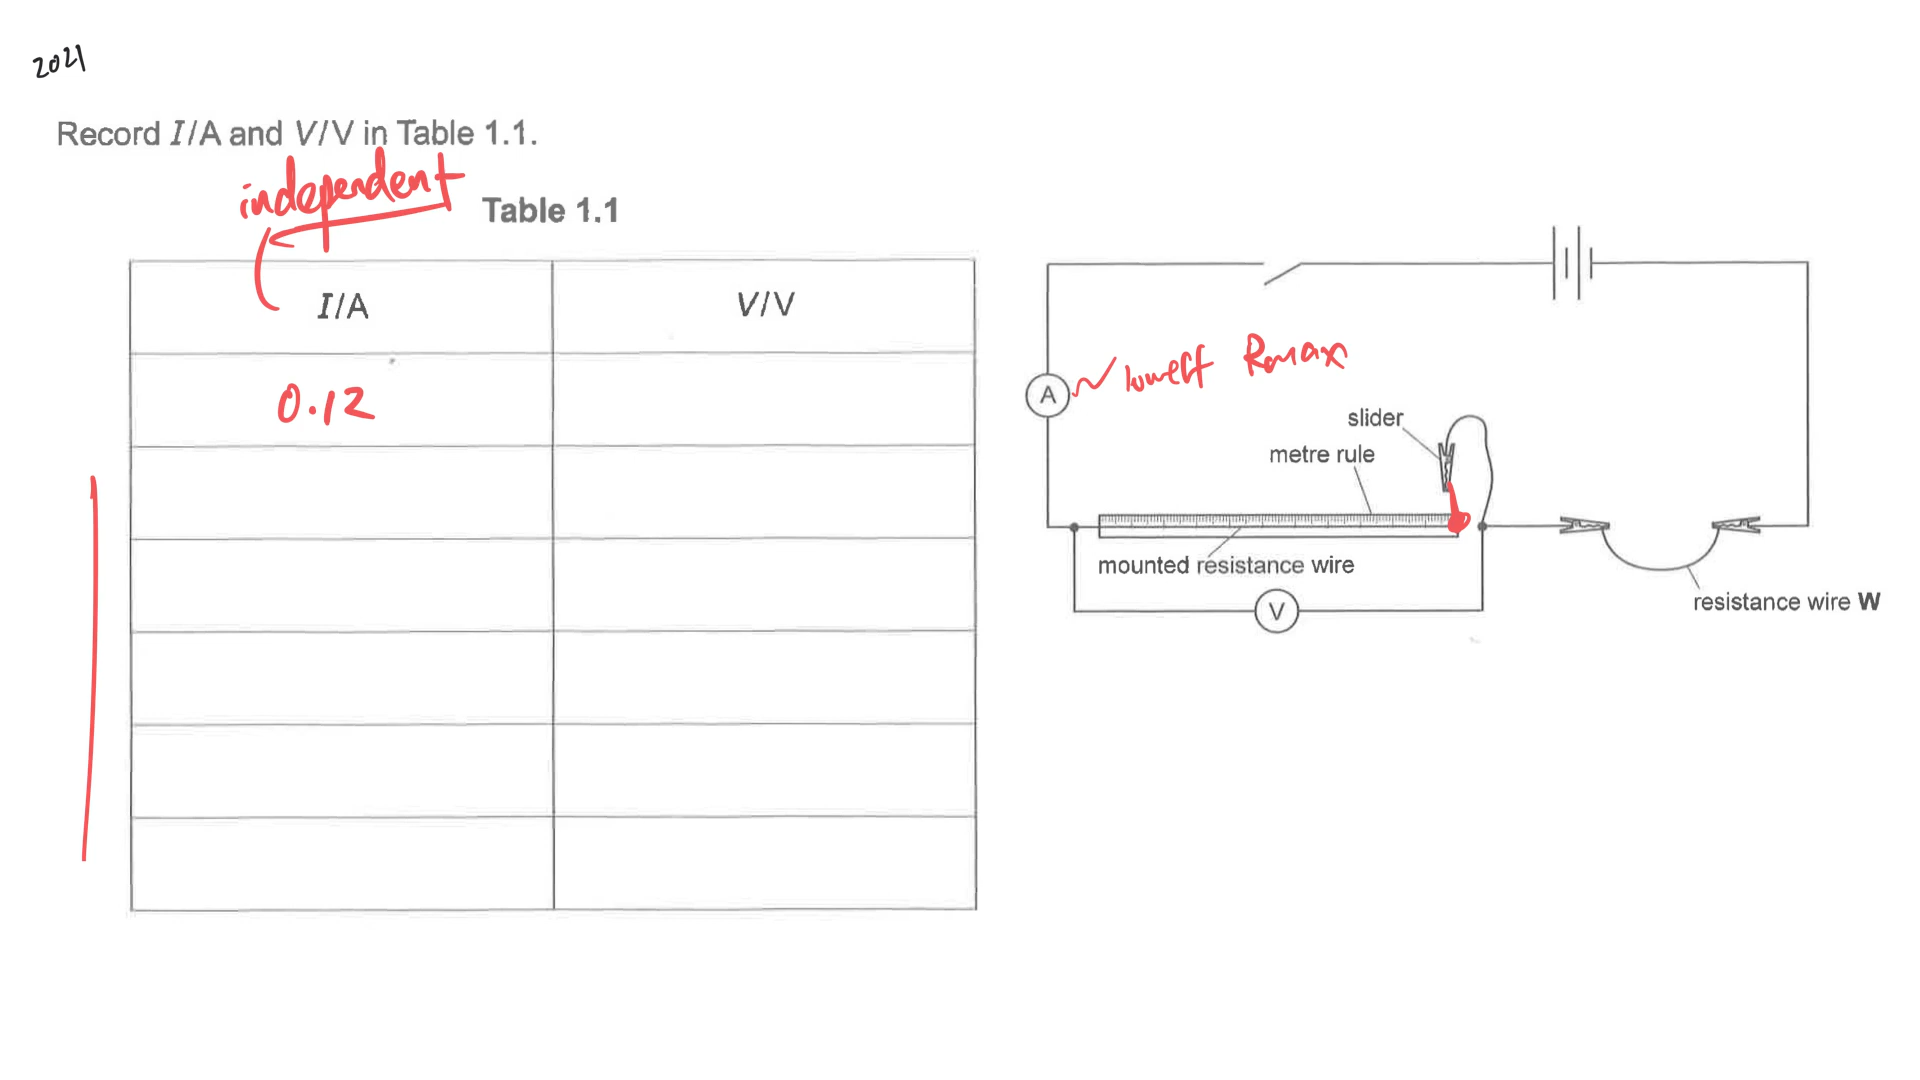 2021
Record I/A and V/V in Table 1.1.
independent
Table 1.1
I/A V/V
0.12
A
lowest Rmax
slider
metre rule
mounted resistance wire
V
resistance wire W